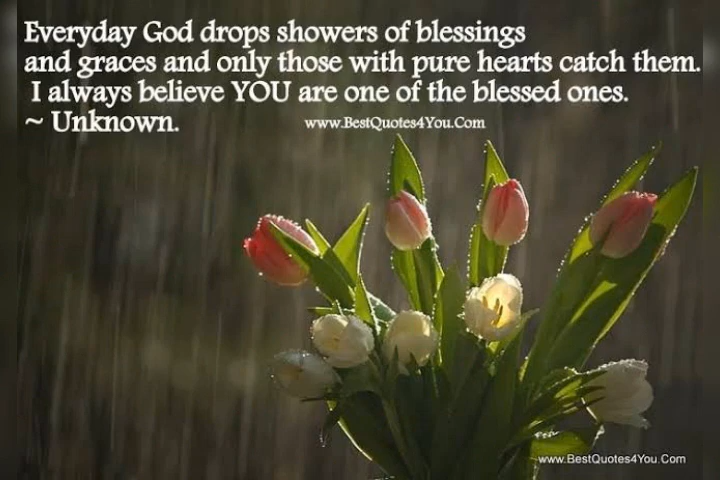 Everyday God drops showers of blessings
and graces and only those with pure hearts catch them.
I always believe YOU are one of the blessed ones.
~ Unknown.
www.BestQuotes4You.Com
www.BestQuotes4You.Com